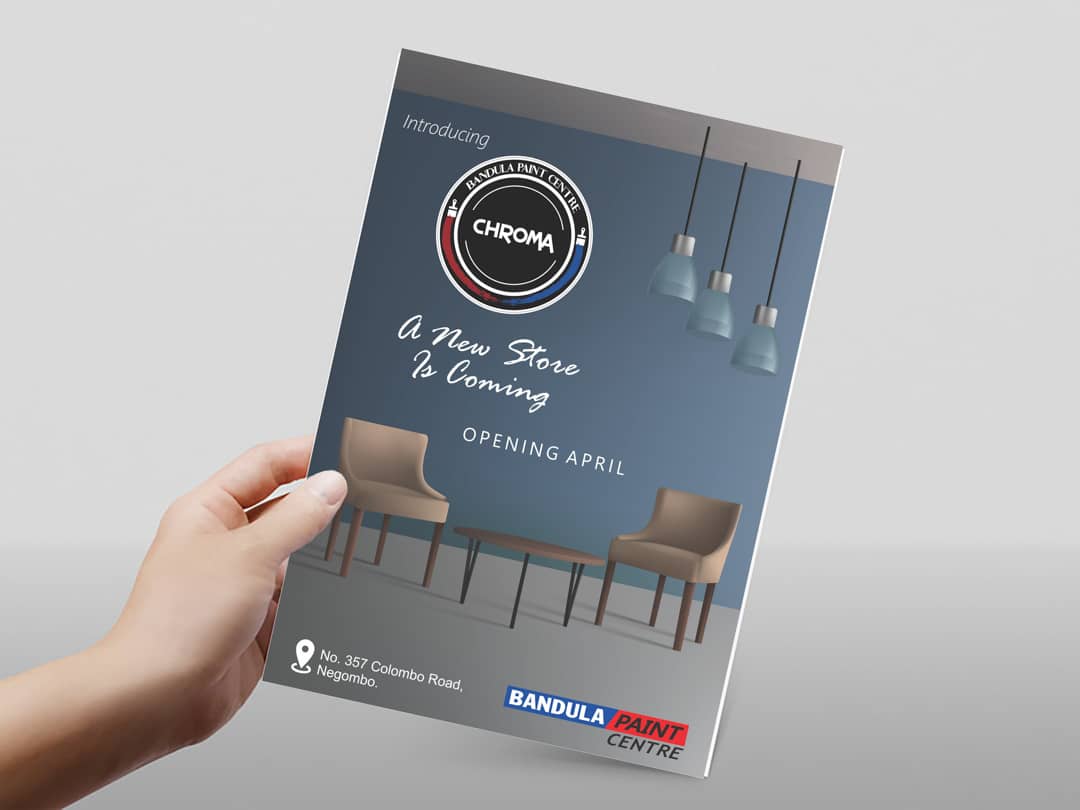 Introducing
BANDULA PAINT CENTRE
CHROMA
A New Store
Is Coming
OPENING APRIL
No. 357 Colombo Road,
Negombo.
BANDULA PAINT
CENTRE